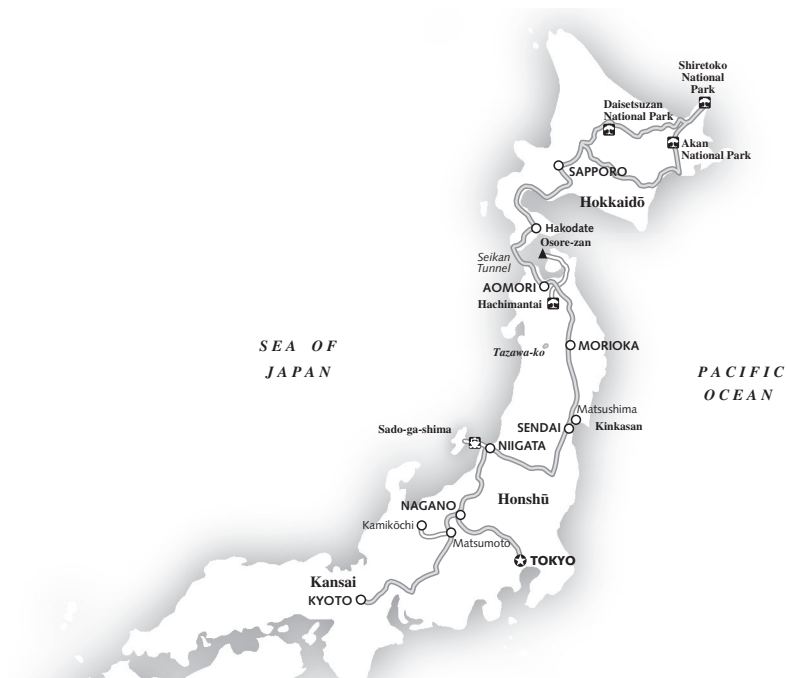 Shiretoko
National
Park
Daisetsuzan
National Park
Akan
National Park
SAPPORO
Hokkaidō
Hakodate
Osore-zan
Seikan
Tunnel
AOMORI
Hachimantai
SEA OF
JAPAN
Tazawa-ko
MORIOKA
PACIFIC
OCEAN
Matsushima
SENDAI
Kinkasan
Sado-ga-shima
NIIGATA
Honshū
NAGANO
Kamikōchi
Matsumoto
TOKYO
Kansai
KYOTO